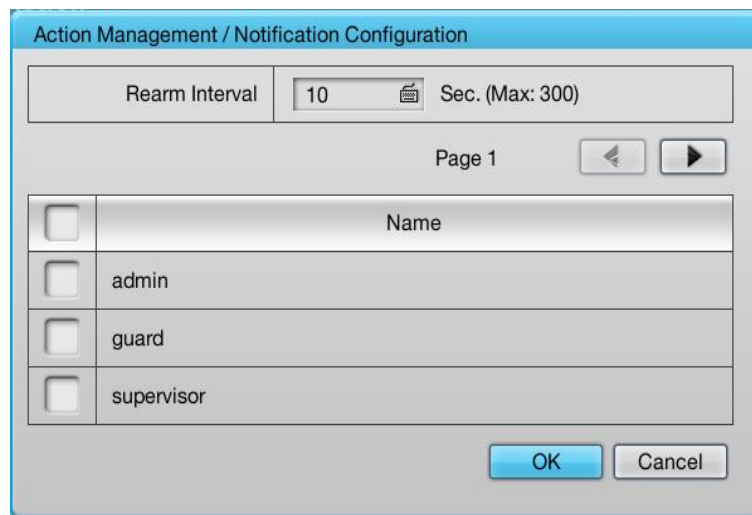 Action Management / Notification Configuration
Rearm Interval 10 Sec. (Max: 300)
Page 1
Name
admin
guard
supervisor
OK Cancel